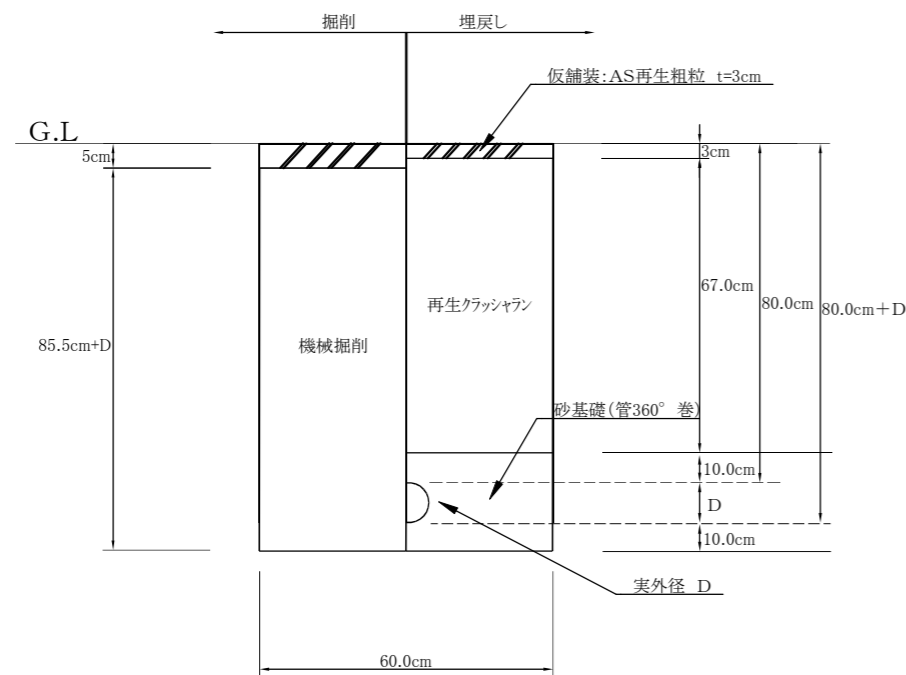 掘削
埋戻し
仮舗装:AS再生粗粒 t=3cm
G.L
5cm
3cm
67.0cm
80.0cm
80.0cm+D
再生クラッシャラン
機械掘削
85.5cm+D
砂基礎(管360° 巻)
10.0cm
D
10.0cm
実外径 D
60.0cm